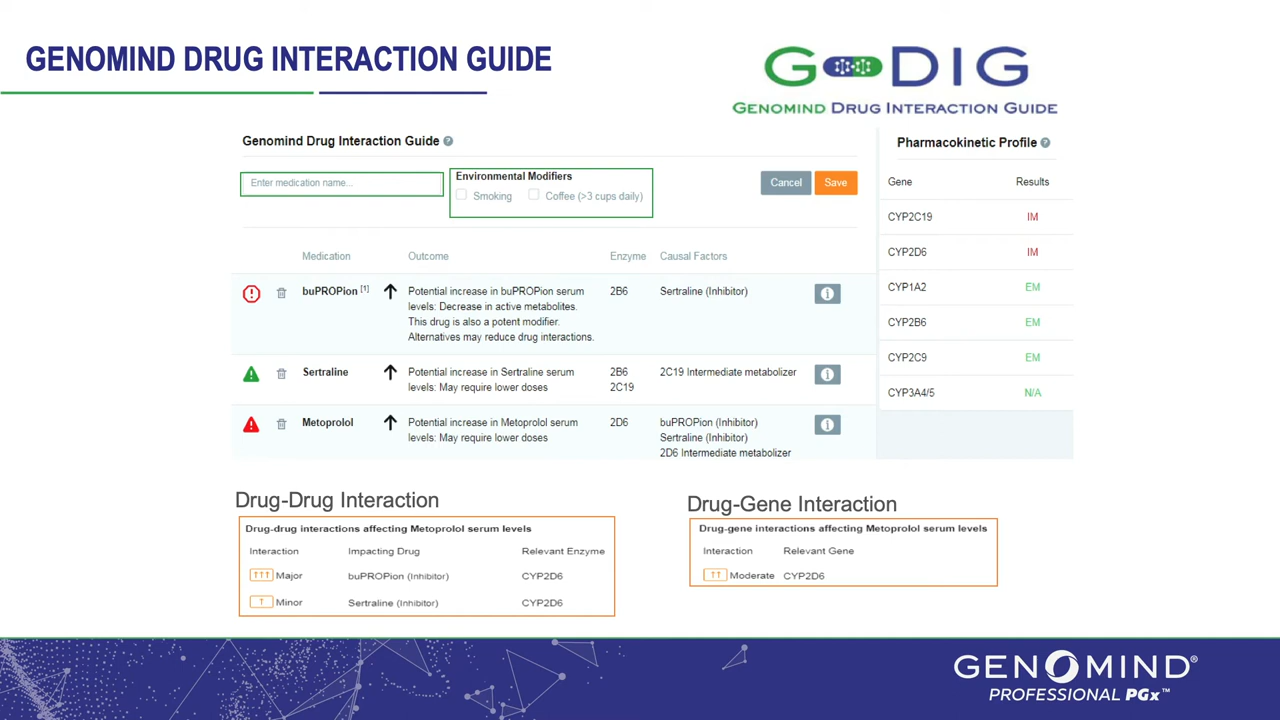 GENOMIND DRUG INTERACTION GUIDE
G DIG
GENOMIND DRUG INTERACTION GUIDE
Genomind Drug Interaction Guide ?
Enter medication name...
Environmental Modifiers
Smoking Coffee (>3 cups daily)
Cancel Save
Medication Outcome Enzyme Causal Factors
buPROPion [1] ↑ Potential increase in buPROPion serum 2B6 Sertraline (Inhibitor)
levels: Decrease in active metabolites.
This drug is also a potent modifier.
Alternatives may reduce drug interactions.
Sertraline ↑ Potential increase in Sertraline serum 2B6 2C19 Intermediate metabolizer
levels: May require lower doses 2C19
Metoprolol ↑ Potential increase in Metoprolol serum 2D6 buPROPion (Inhibitor)
levels: May require lower doses Sertraline (Inhibitor)
2D6 Intermediate metabolizer
Pharmacokinetic Profile ?
Gene Results
CYP2C19 IM
CYP2D6 IM
CYP1A2 EM
CYP2B6 EM
CYP2C9 EM
CYP3A4/5 N/A
Drug-Drug Interaction
Drug-drug interactions affecting Metoprolol serum levels
Interaction Impacting Drug Relevant Enzyme
↑↑↑ Major buPROPion (Inhibitor) CYP2D6
↑ Minor Sertraline (Inhibitor) CYP2D6
Drug-Gene Interaction
Drug-gene interactions affecting Metoprolol serum levels
Interaction Relevant Gene
↑↑ Moderate CYP2D6
GENOMIND®
PROFESSIONAL PGx™